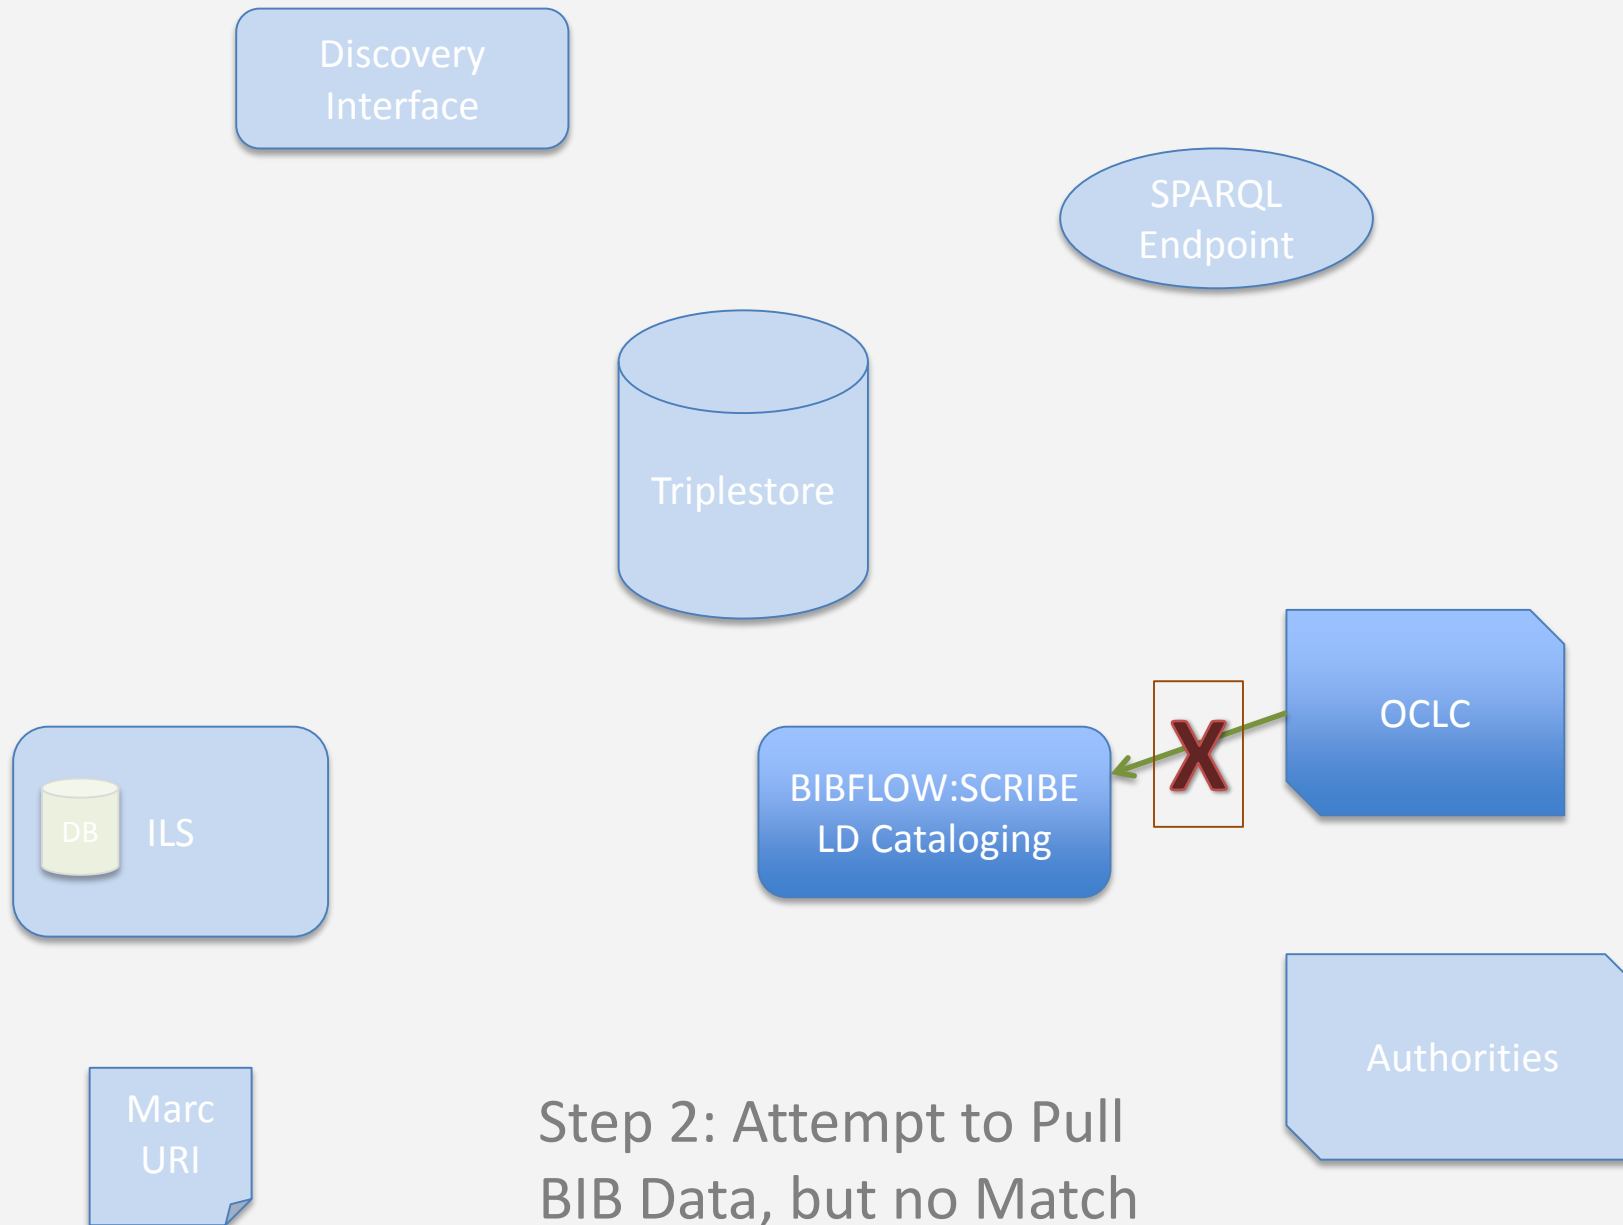 Discovery
Interface
SPARQL
Endpoint
Triplestore
OCLC
X
BIBFLOW:SCRIBE
LD Cataloging
DB
ILS
Authorities
Marc
URI
Step 2: Attempt to Pull
BIB Data, but no Match